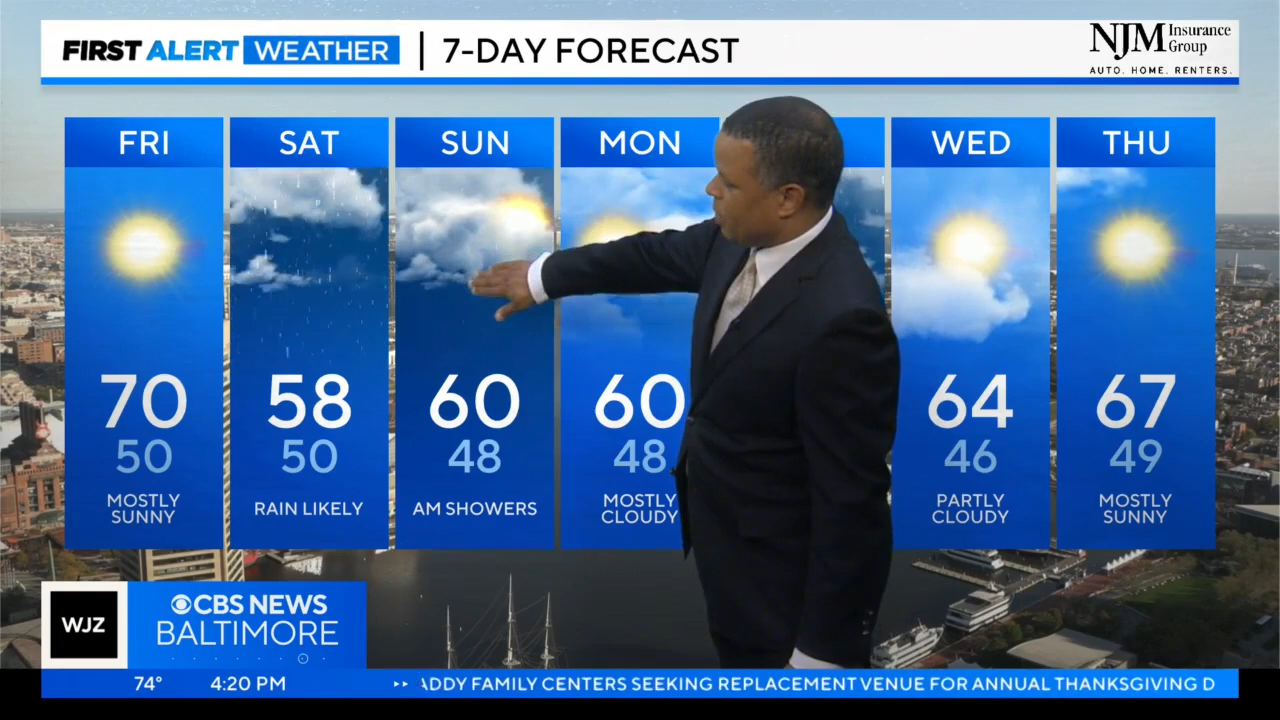 FIRST ALERT WEATHER | 7-DAY FORECAST
NJM Insurance Group
AUTO. HOME. RENTERS.
FRI
70
50
MOSTLY
SUNNY
SAT
58
50
RAIN LIKELY
SUN
60
48
AM SHOWERS
MON
60
48
MOSTLY
CLOUDY
WED
64
46
PARTLY
CLOUDY
THU
67
49
MOSTLY
SUNNY
WJZ
CBS NEWS
BALTIMORE
74° 4:20 PM ADDY FAMILY CENTERS SEEKING REPLACEMENT VENUE FOR ANNUAL THANKSGIVING D